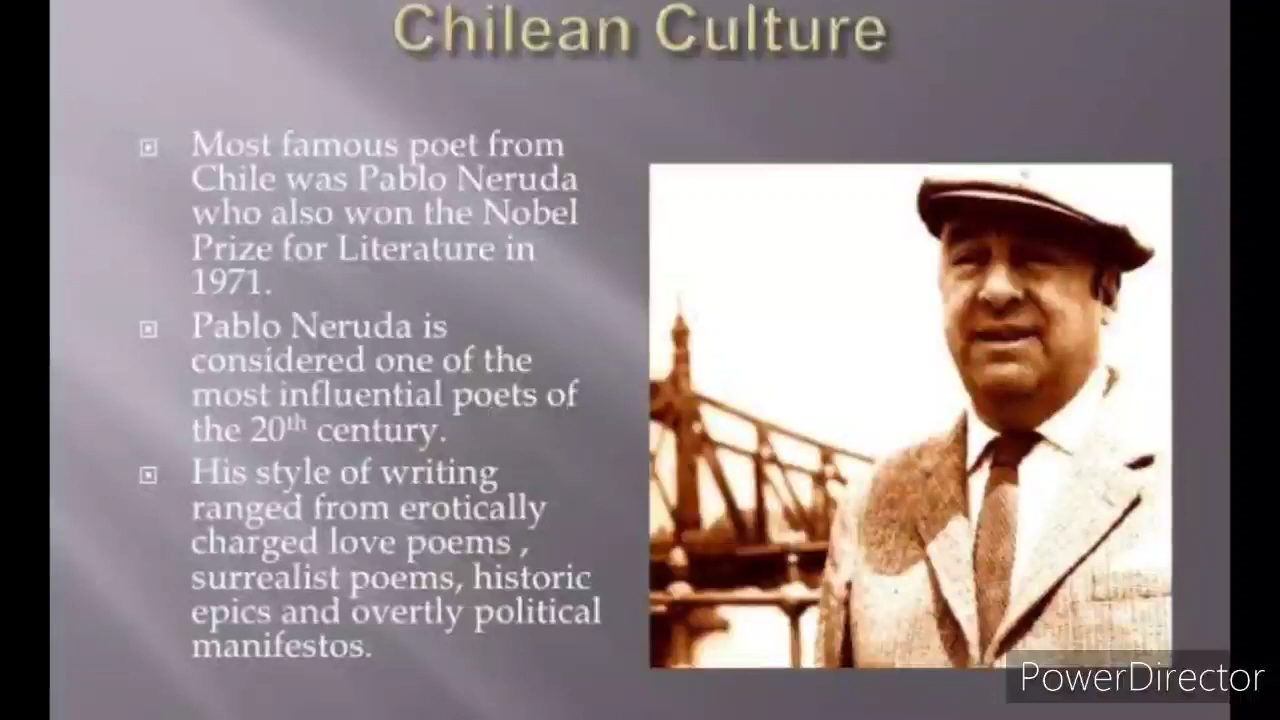 Chilean Culture
Most famous poet from
Chile was Pablo Neruda
who also won the Nobel
Prize for Literature in
1971.
Pablo Neruda is
considered one of the
most influential poets of
the 20th century.
His style of writing
ranged from erotically
charged love poems ,
surrealist poems, historic
epics and overtly political
manifestos.
PowerDirector